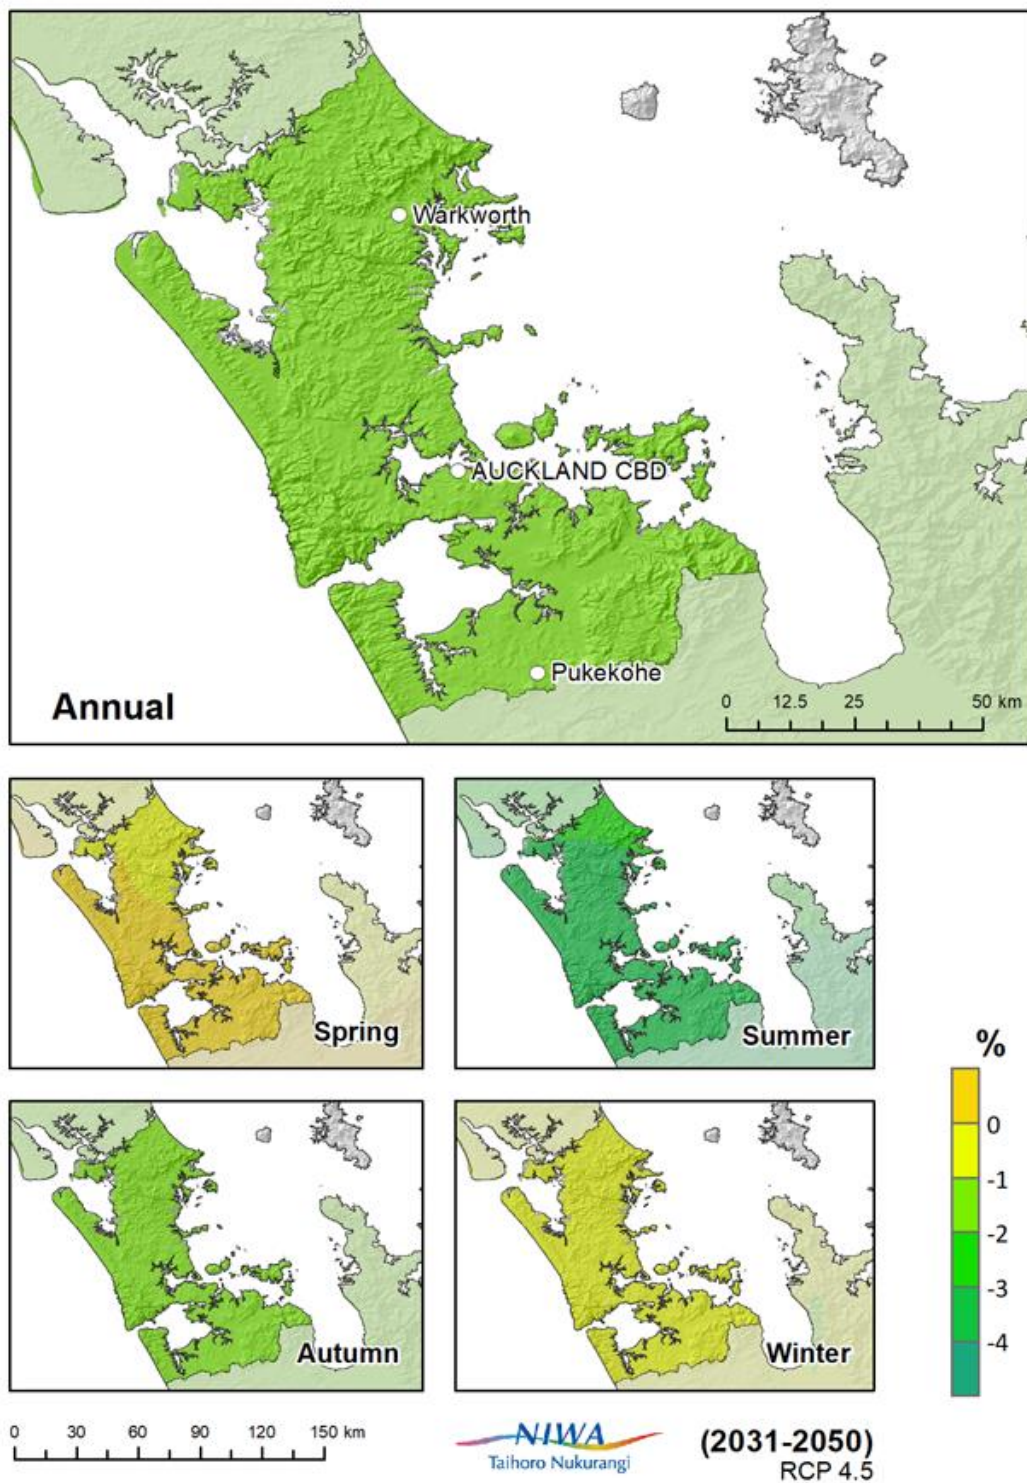 Warkworth
AUCKLAND CBD
Pukekohe
Annual
0 12.5 25 50 km
Spring
Summer
Autumn
Winter
%
0
-1
-2
-3
-4
0 30 60 90 120 150 km
NIWA
Taihoro Nukurangi
(2031-2050)
RCP 4.5